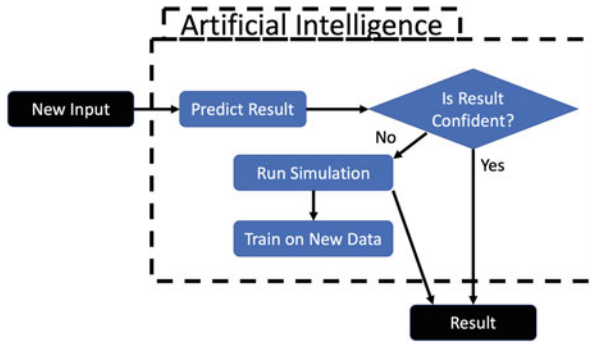 Artificial Intelligence
New Input
Predict Result
Is Result
Confident?
No
Yes
Run Simulation
Train on New Data
Result